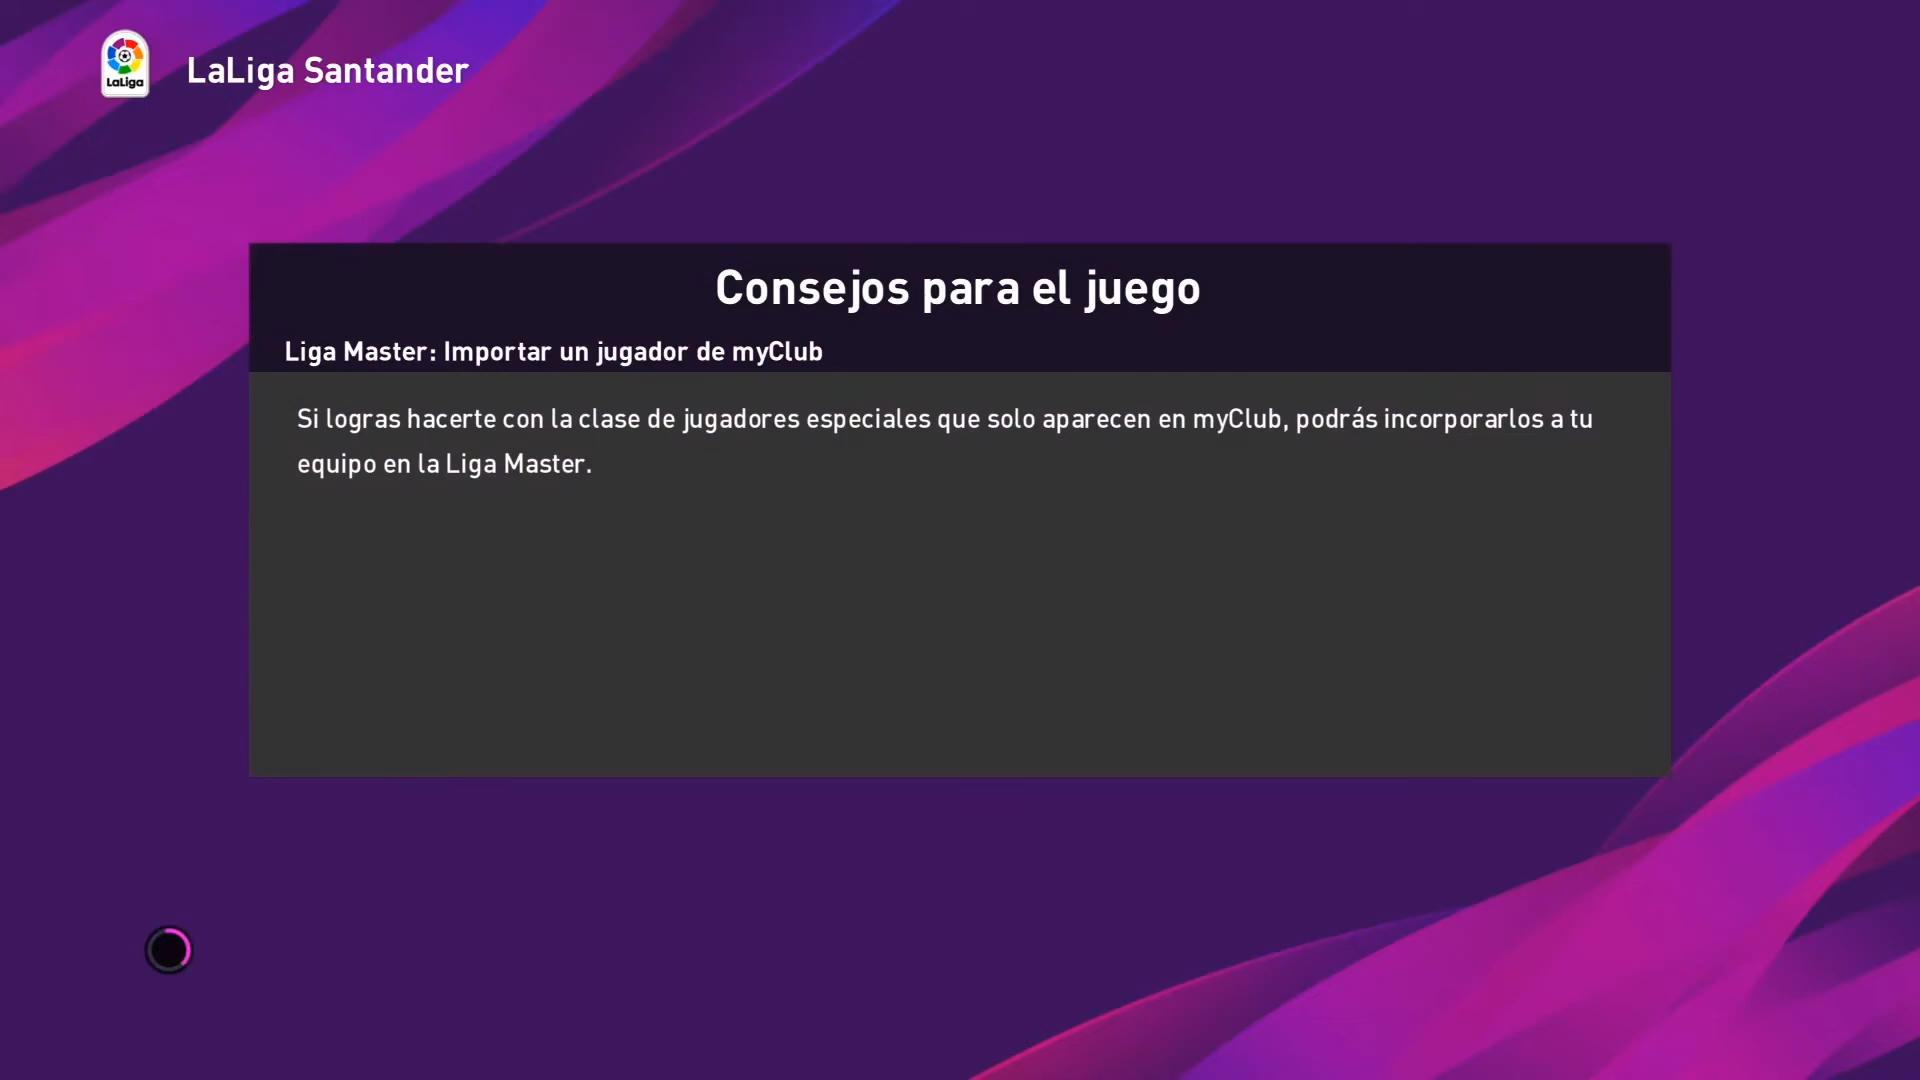 LaLiga
LaLiga Santander
Consejos para el juego
Liga Master: Importar un jugador de myClub
Si logras hacerte con la clase de jugadores especiales que solo aparecen en myClub, podrás incorporarlos a tu
equipo en la Liga Master.